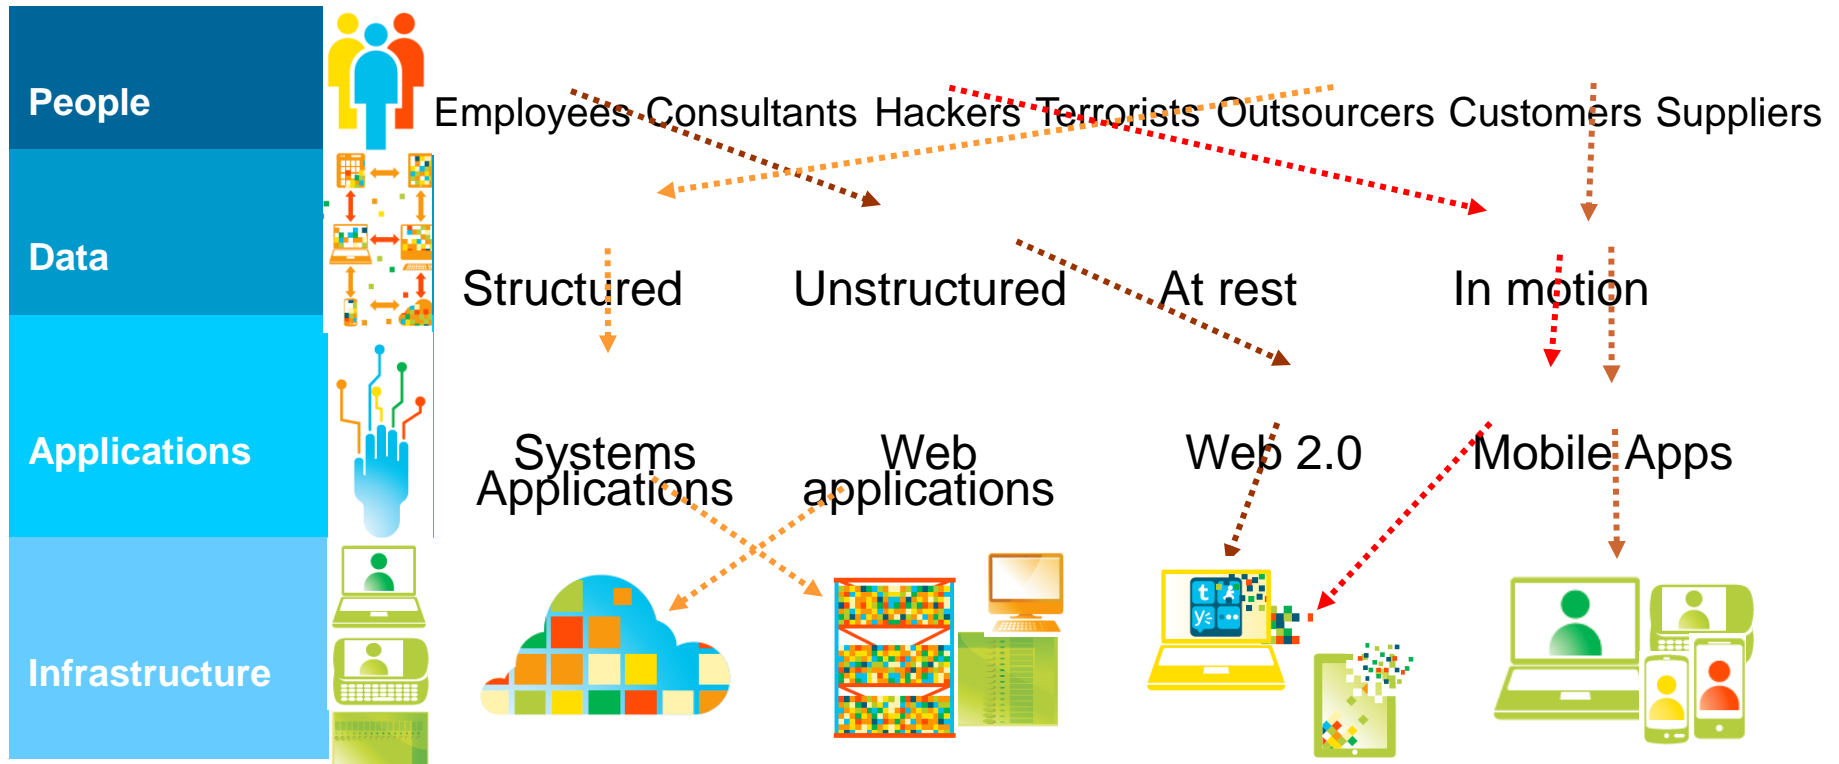 People
Employees Consultants Hackers Terrorists Outsourcers Customers Suppliers
Data
Structured Unstructured At rest In motion
Applications
Systems Applications
Web applications
Web 2.0
Mobile Apps
Infrastructure